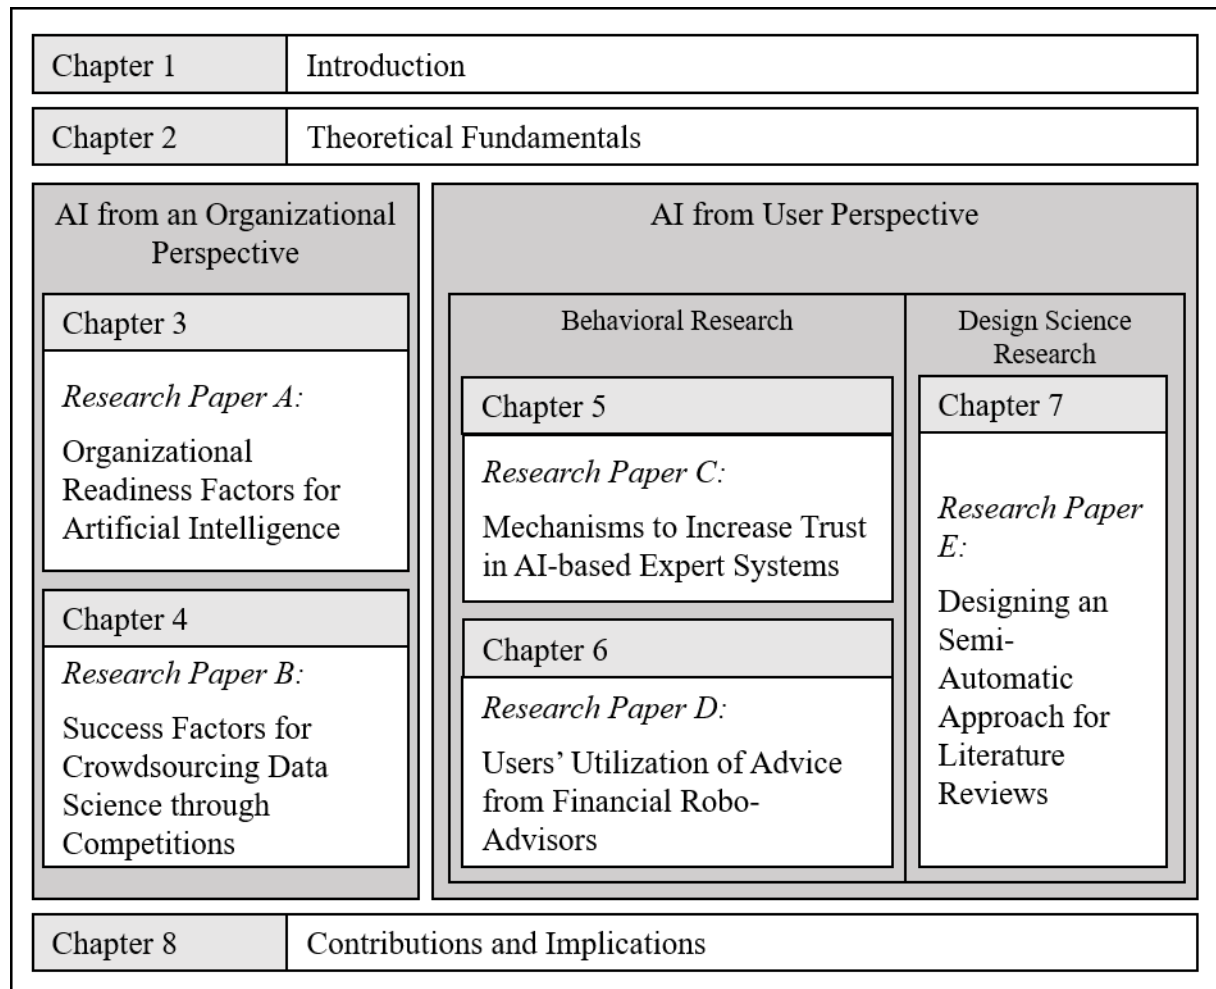 Chapter 1
Introduction
Chapter 2
Theoretical Fundamentals
AI from an Organizational
Perspective
Chapter 3
Research Paper A:
Organizational
Readiness Factors for
Artificial Intelligence
Chapter 4
Research Paper B:
Success Factors for
Crowdsourcing Data
Science through
Competitions
AI from User Perspective
Behavioral Research
Chapter 5
Research Paper C:
Mechanisms to Increase Trust
in AI-based Expert Systems
Chapter 6
Research Paper D:
Users’ Utilization of Advice
from Financial Robo-
Advisors
Design Science
Research
Chapter 7
Research Paper
E:
Designing an
Semi-
Automatic
Approach for
Literature
Reviews
Chapter 8
Contributions and Implications